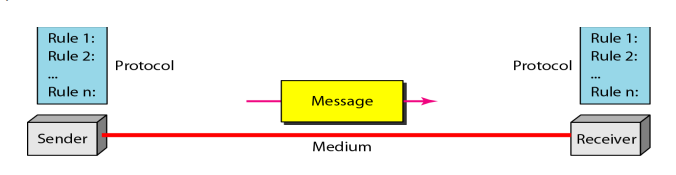 Rule 1:
Rule 2:
...
Rule n:
Protocol
Protocol
Rule 1:
Rule 2:
...
Rule n:
Message
Sender
Medium
Receiver